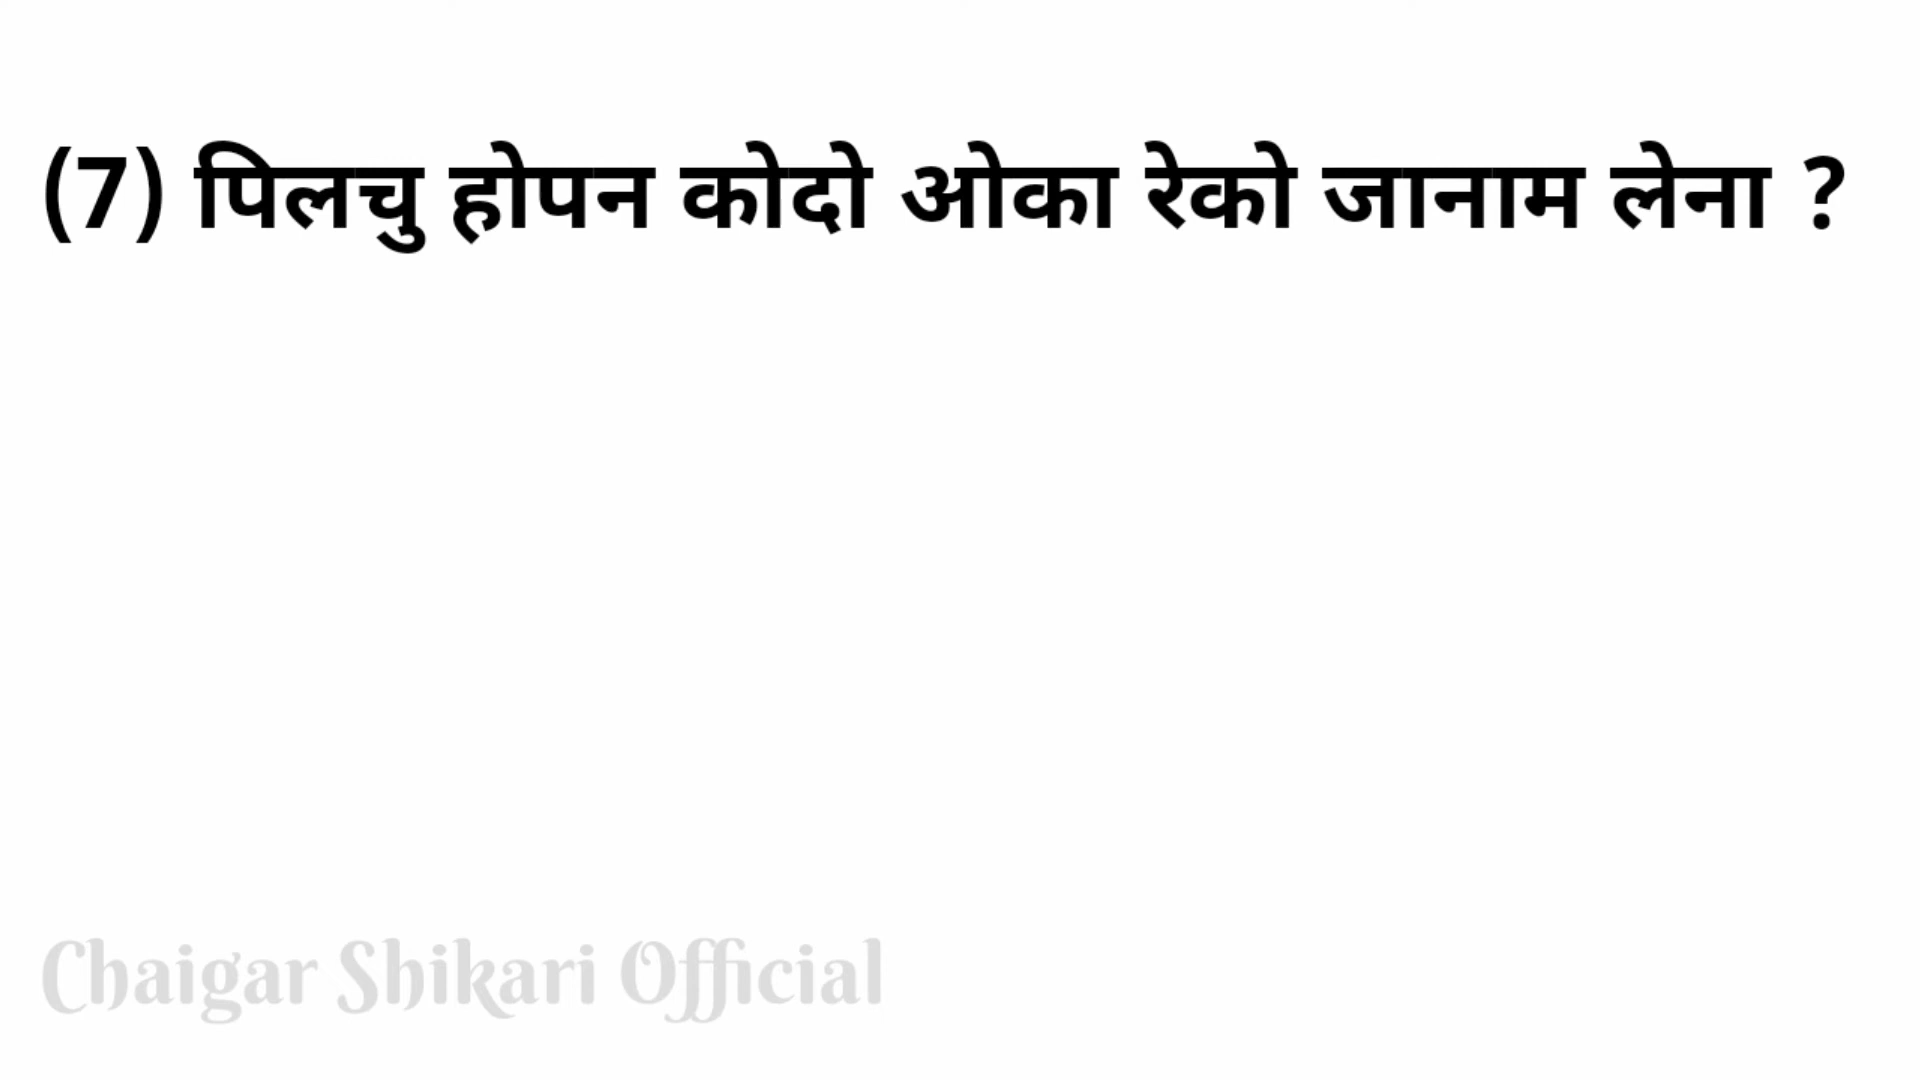 (7) पिलचु होपन कोदो ओका रेको जानाम लेना ?
Chaigar Shikari Official